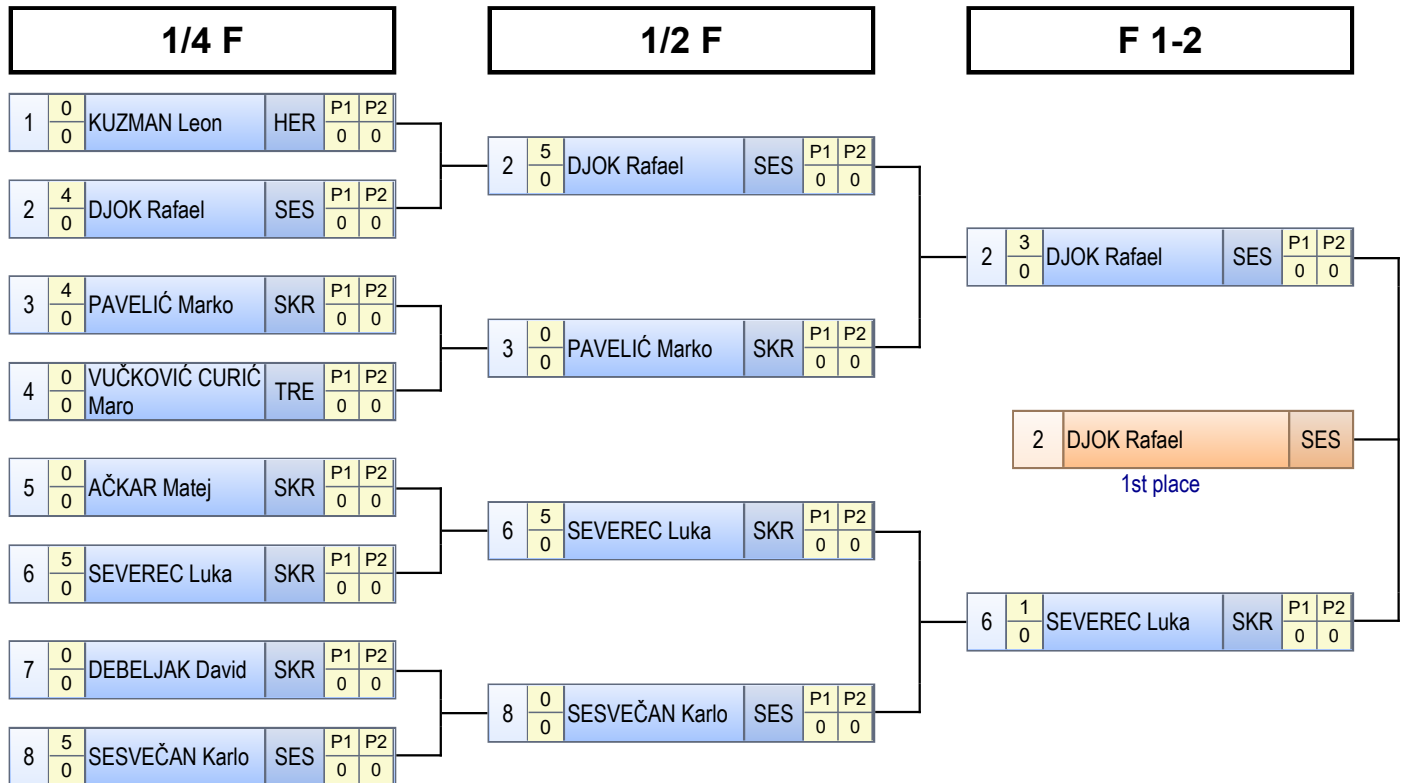 1/4 F
1/2 F
F 1-2
1 0 KUZMAN Leon HER P1 P2
0 0 0
2 4 DJOK Rafael SES P1 P2
0 0 0
3 4 PAVELIĆ Marko SKR P1 P2
0 0 0
4 0 VUČKOVIĆ CURIĆ TRE P1 P2
0 Maro 0 0
5 0 AČKAR Matej SKR P1 P2
0 0 0
6 5 SEVEREC Luka SKR P1 P2
0 0 0
7 0 DEBELJAK David SKR P1 P2
0 0 0
8 5 SESVEČAN Karlo SES P1 P2
0 0 0
2 5 DJOK Rafael SES P1 P2
0 0 0
3 0 PAVELIĆ Marko SKR P1 P2
0 0 0
6 5 SEVEREC Luka SKR P1 P2
0 0 0
8 0 SESVEČAN Karlo SES P1 P2
0 0 0
2 3 DJOK Rafael SES P1 P2
0 0 0
2 DJOK Rafael SES
1st place
6 1 SEVEREC Luka SKR P1 P2
0 0 0